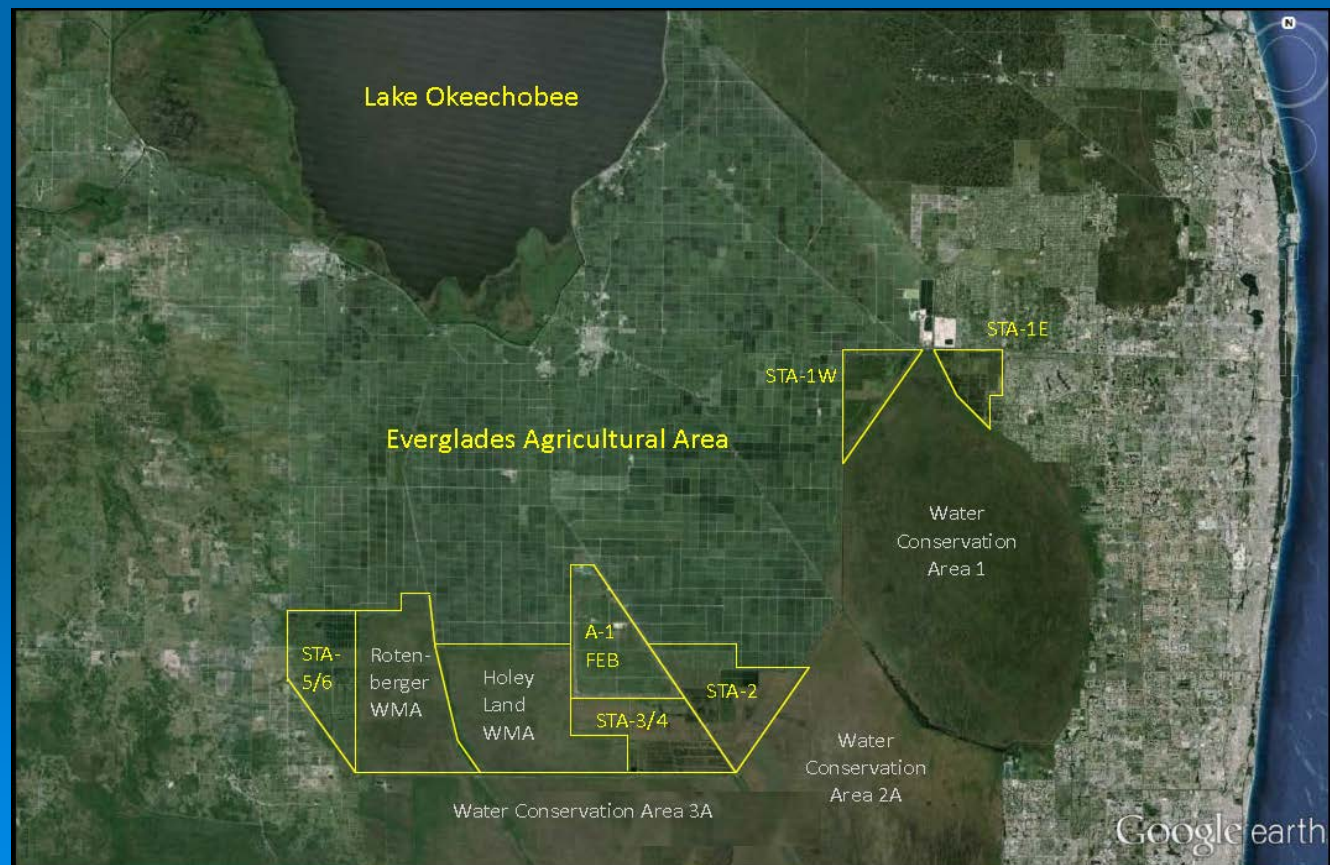 N
Lake Okeechobee
STA-1E
STA-1W
Everglades Agricultural Area
Water
Conservation
Area 1
A-1
FEB
STA-
5/6
Roten-
berger
WMA
Holey
Land
WMA
STA-2
STA-3/4
Water
Conservation
Area 2A
Water Conservation Area 3A
Google earth